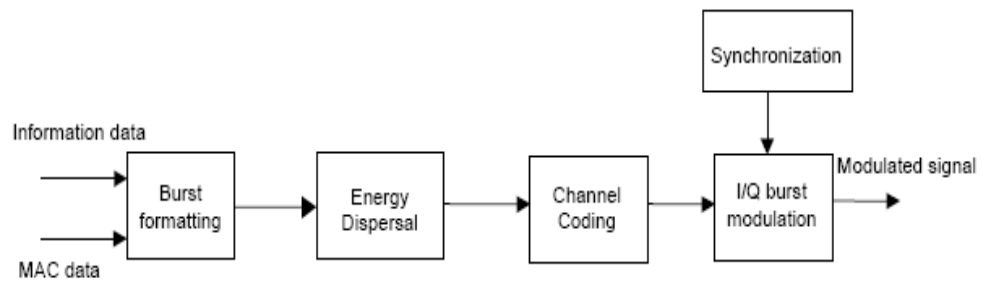 Synchronization
Information data
Modulated signal
Burst
formatting
Energy
Dispersal
Channel
Coding
I/Q burst
modulation
MAC data